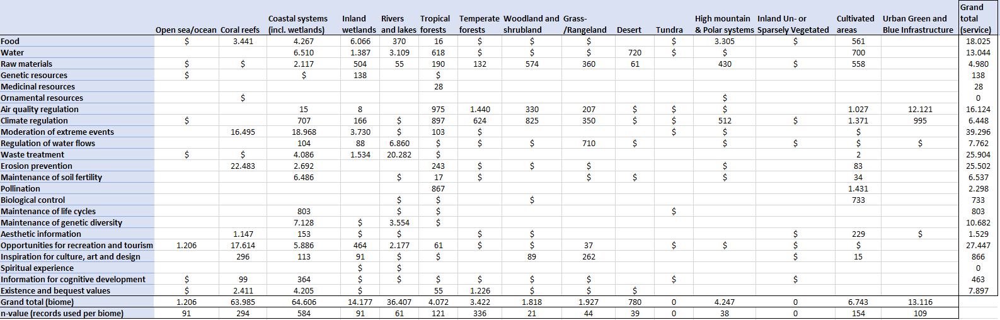 Grand
Coastal systems Inland Rivers Tropical Temperate Woodland and Grass- High mountain Inland Un- or Cultivated Urban Green and total
Open sea/ocean Coral reefs (incl. wetlands) wetlands and lakes forests forests shrubland /Rangeland Desert Tundra & Polar systems Sparsely Vegetated areas Blue Infrastructure (service)
Food $ 3.441 4.267 6.066 370 16 $ $ $ $ 3.305 $ 561 18.025
Water 6.510 1.387 3.109 618 $ $ $ 720 $ $ 700 13.044
Raw materials $ $ 2.117 504 55 190 132 574 360 61 430 $ 558 4.980
Genetic resources $ $ 138 $ 138
Medicinal resources 28 28
Ornamental resources $ $ 0
Air quality regulation 15 8 975 1.440 330 207 $ $ $ 1.027 12.121 16.124
Climate regulation $ 707 166 $ 897 624 825 350 $ $ 512 $ 1.371 995 6.448
Moderation of extreme events 16.495 18.968 3.730 $ 103 $ $ $ $ 39.296
Regulation of water flows 104 88 6.860 $ $ $ 710 $ $ $ $ $ 7.762
Waste treatment $ $ 4.086 1.534 20.282 $ 2 25.904
Erosion prevention 22.483 2.692 243 $ $ $ $ 83 25.502
Maintenance of soil fertility 6.486 $ 17 $ $ $ $ 34 6.537
Pollination 867 1.431 2.298
Biological control $ $ $ 733 733
Maintenance of life cycles 803 $ $ $ 803
Maintenance of genetic diversity 7.128 $ 3.554 $ 10.682
Aesthetic information 1.147 153 $ $ $ $ $ 229 $ 1.529
Opportunities for recreation and tourism 1.206 17.614 5.886 464 2.177 61 $ $ 37 $ $ $ $ 27.447
Inspiration for culture, art and design 296 113 91 $ $ 89 262 $ 15 866
Spiritual experience $ $ 0
Information for cognitive development $ 99 364 $ $ $ $ $ $ $ $ 463
Existence and bequest values $ 2.411 4.205 $ 55 1.226 $ $ $ 7.897
Grand total (biome) 1.206 63.985 64.606 14.177 36.407 4.072 3.422 1.818 1.927 780 0 4.247 0 6.743 13.116
n-value (records used per biome) 91 294 584 91 61 121 336 21 44 39 0 38 0 154 109